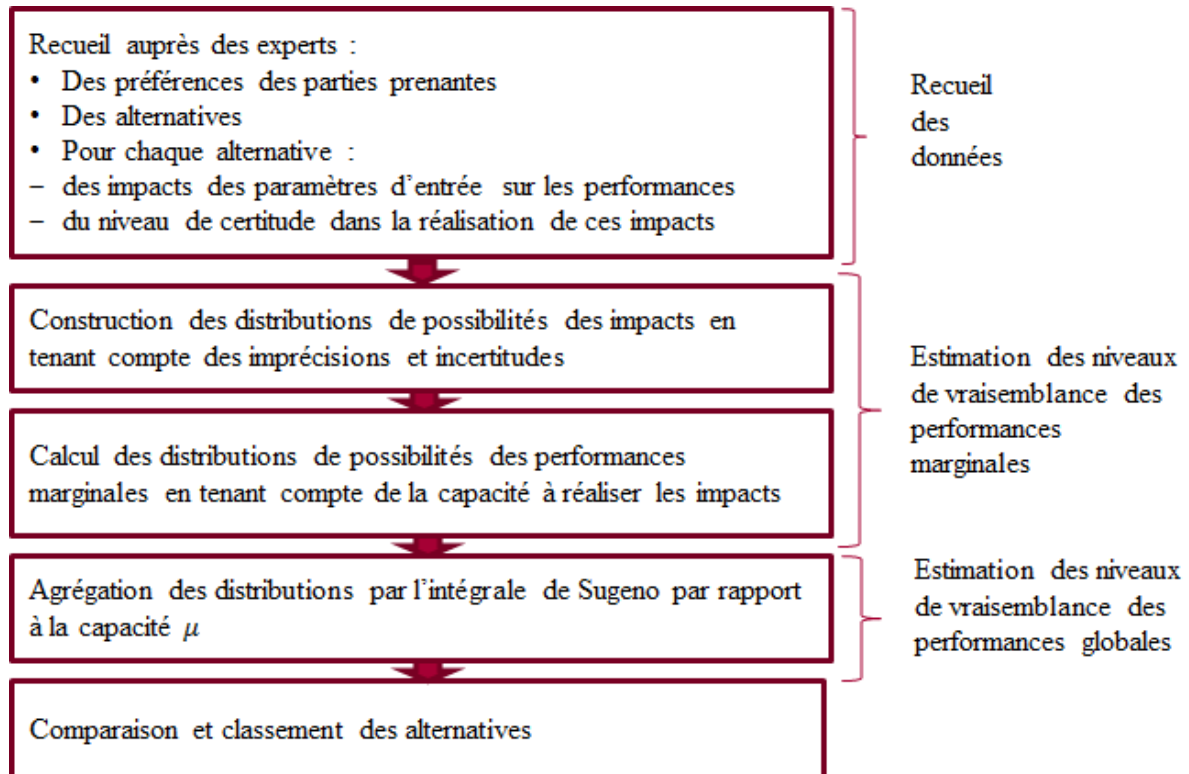 Recueil auprès des experts :
• Des préférences des parties prenantes
• Des alternatives
• Pour chaque alternative :
– des impacts des paramètres d'entrée sur les performances
– du niveau de certitude dans la réalisation de ces impacts
Recueil
des
données
Construction des distributions de possibilités des impacts en
tenant compte des imprécisions et incertitudes
Calcul des distributions de possibilités des performances
marginales en tenant compte de la capacité à réaliser les impacts
Estimation des niveaux
de vraisemblance des
performances
marginales
Agrégation des distributions par l'intégrale de Sugeno par rapport
à la capacité μ
Estimation des niveaux
de vraisemblance des
performances globales
Comparaison et classement des alternatives